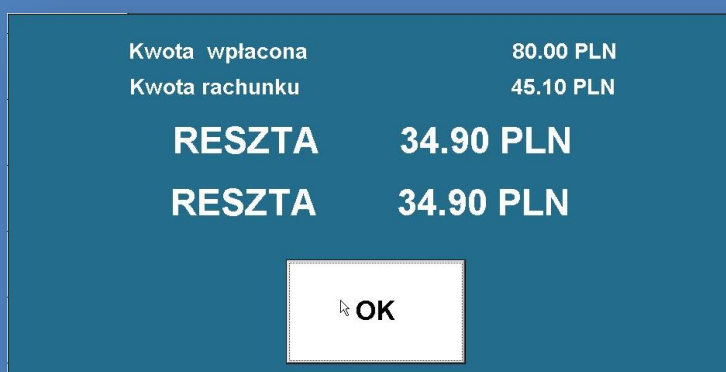 Kwota wpłacona 80.00 PLN
Kwota rachunku 45.10 PLN
RESZTA 34.90 PLN
RESZTA 34.90 PLN
OK